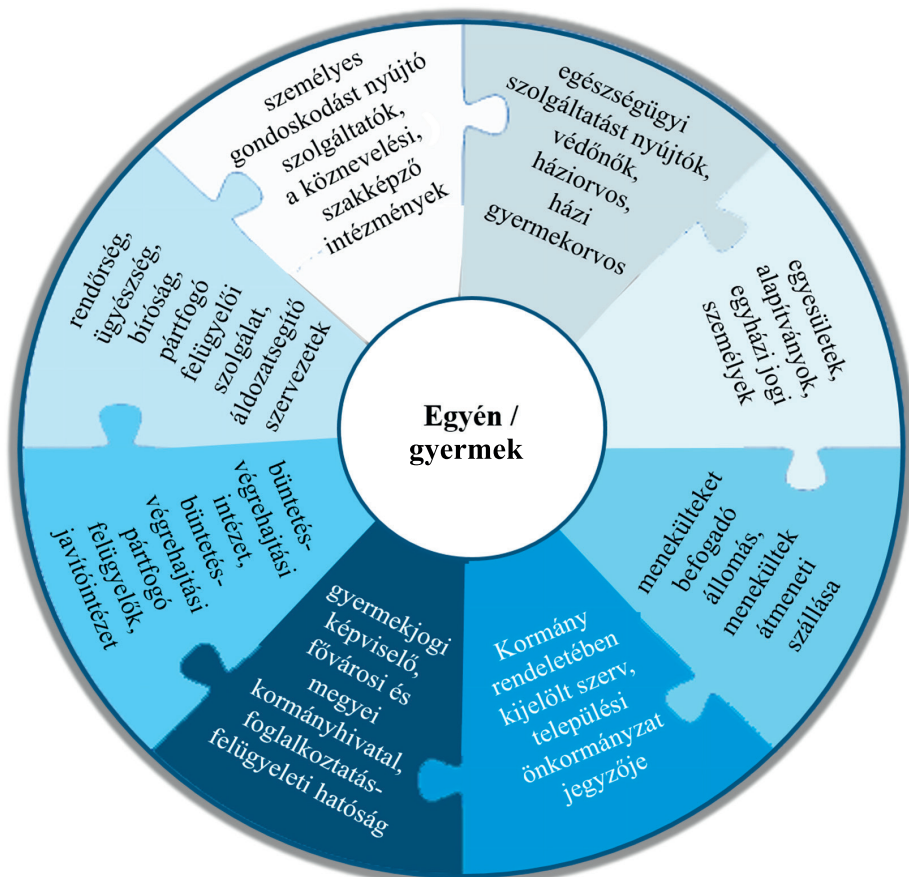 személyes
gondoskodást nyújtó
szolgáltatók,
a köznevelési,
szakképző
intézmények
egészségügyi
szolgáltatást nyújtók,
védőnők,
háziorvos,
házi
gyermekorvos
egyesületek,
alapítványok,
egyházi jogi
személyek
menekülteket
befogadó
állomás,
menekültek
átmeneti
szállása
Kormány
rendeletében
kijelölt szerv,
települési
önkormányzat
jegyzője
gyermekjogi
képviselő,
fővárosi és
megyei
kormányhivatal,
foglalkoztatás-
felügyeleti hatóság
büntetés-
végrehajtási
intézet,
büntetés-
végrehajtási
pártfogó
felügyelők,
javítóintézet
rendőrség,
ügyészség,
bíróság,
pártfogó
felügyelői
szolgálat,
áldozatsegítő
szervezetek
Egyén /
gyermek